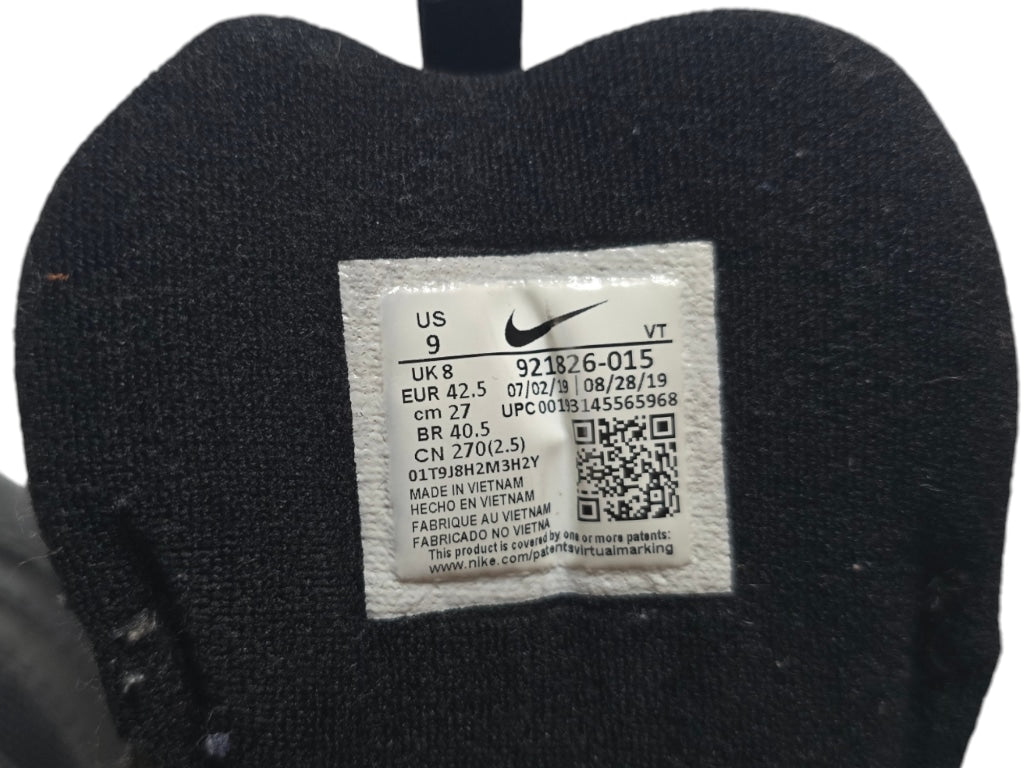 US
9
VT
UK 8
921826-015
EUR 42.5
07/02/19 | 08/28/19
cm 27
UPC 00193145565968
BR 40.5
CN 270(2.5)
01T9J8H2M3H2Y
MADE IN VIETNAM
HECHO EN VIETNAM
FABRIQUE AU VIETNAM
FABRICADO NO VIETNA
This product is covered by one or more patents:
www.nike.com/patentsvirtualmarking